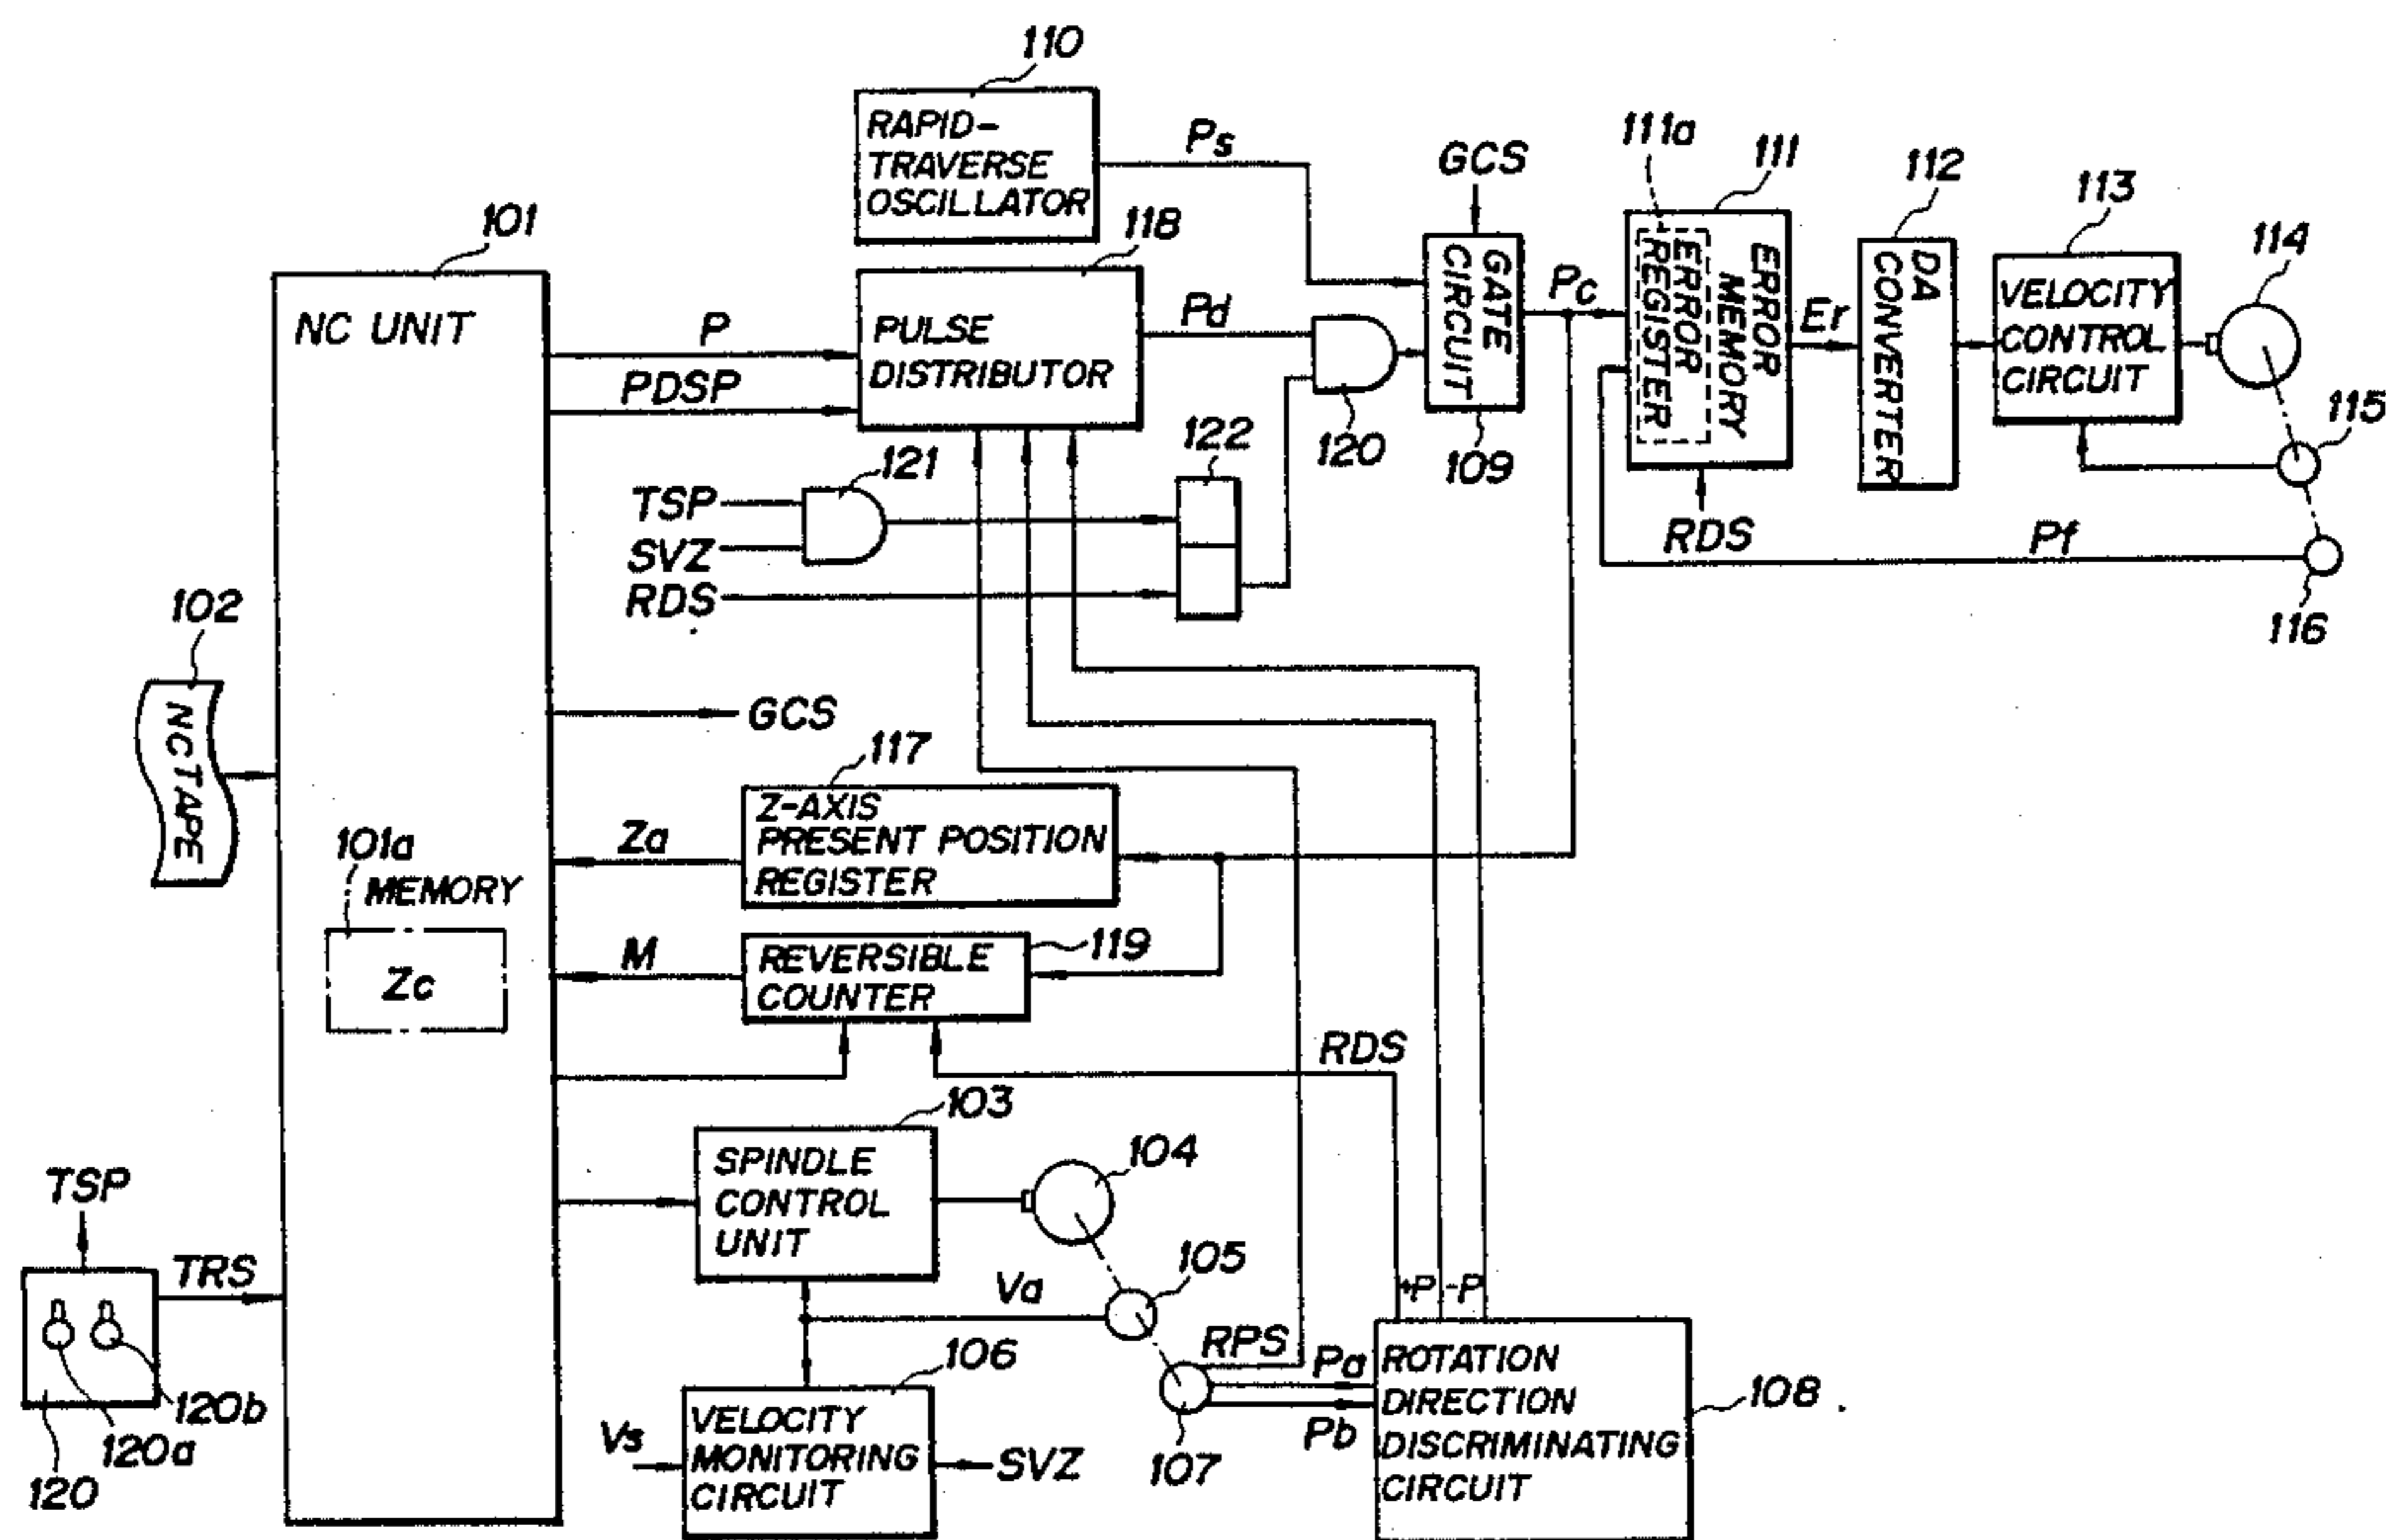 110
RAPID-
TRAVERSE
OSCILLATOR
Ps
GCS
111a
111
112
113
114
101
118
NC UNIT
P
PDSP
PULSE
DISTRIBUTOR
Pd
120
GATE
CIRCUIT
109
Pc
ERROR
MEMORY
ERROR
REGISTER
Er
DA
CONVERTER
VELOCITY
CONTROL
CIRCUIT
115
RDS
Pf
116
121
TSP
SVZ
RDS
122
102
NC TAPE
GCS
117
Z-AXIS
PRESENT POSITION
REGISTER
Za
101a
MEMORY
Zc
M
REVERSIBLE
COUNTER
119
RDS
103
SPINDLE
CONTROL
UNIT
104
TSP
TRS
105
Va
+P
-P
120b
120a
120
106
RPS
Pa
Pb
107
Vs
VELOCITY
MONITORING
CIRCUIT
SVZ
ROTATION
DIRECTION
DISCRIMINATING
CIRCUIT
108